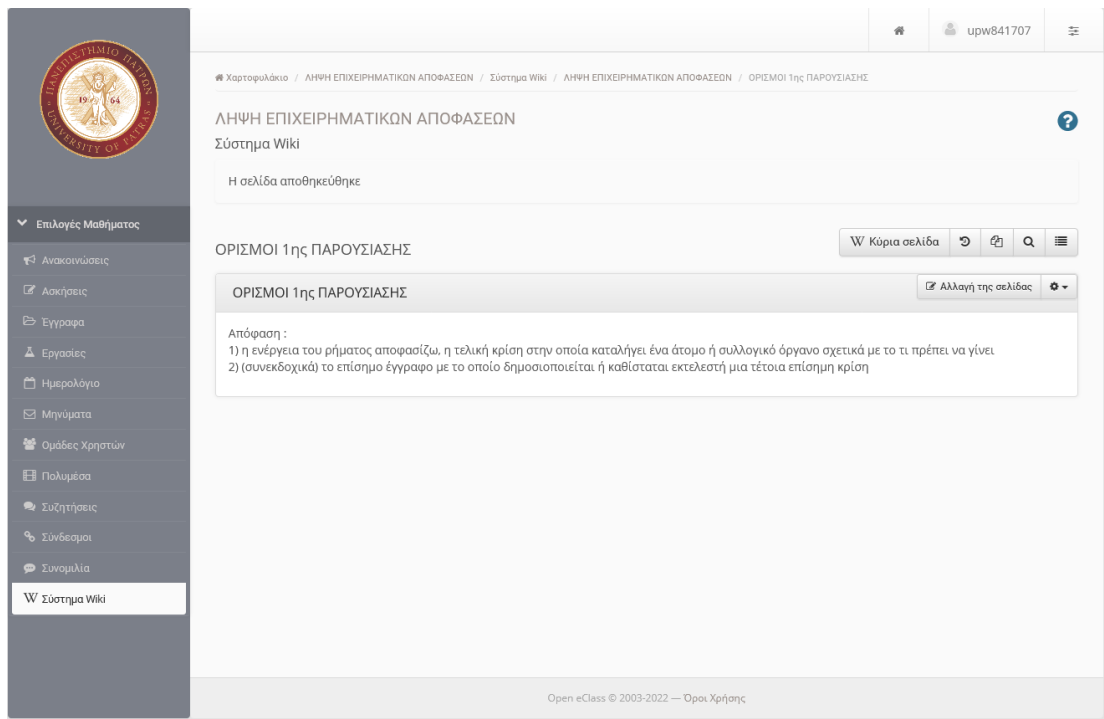 ΠΑΝΕΠΙΣΤΗΜΙΟ ΠΑΤΡΩΝ
19 64
UNIVERSITY OF PATRAS
upw841707
Χαρτοφυλάκιο / ΛΗΨΗ ΕΠΙΧΕΙΡΗΜΑΤΙΚΩΝ ΑΠΟΦΑΣΕΩΝ / Σύστημα Wiki / ΛΗΨΗ ΕΠΙΧΕΙΡΗΜΑΤΙΚΩΝ ΑΠΟΦΑΣΕΩΝ / ΟΡΙΣΜΟΙ 1ης ΠΑΡΟΥΣΙΑΣΗΣ
ΛΗΨΗ ΕΠΙΧΕΙΡΗΜΑΤΙΚΩΝ ΑΠΟΦΑΣΕΩΝ
Σύστημα Wiki
Η σελίδα αποθηκεύθηκε
ΟΡΙΣΜΟΙ 1ης ΠΑΡΟΥΣΙΑΣΗΣ
Κύρια σελίδα
ΟΡΙΣΜΟΙ 1ης ΠΑΡΟΥΣΙΑΣΗΣ
Αλλαγή της σελίδας
Απόφαση :
1) η ενέργεια του ρήματος αποφασίζω, η τελική κρίση στην οποία καταλήγει ένα άτομο ή συλλογικό όργανο σχετικά με το τι πρέπει να γίνει
2) (συνεκδοχικά) το επίσημο έγγραφο με το οποίο δημοσιοποιείται ή καθίσταται εκτελεστή μια τέτοια επίσημη κρίση
Επιλογές Μαθήματος
Ανακοινώσεις
Ασκήσεις
Έγγραφα
Εργασίες
Ημερολόγιο
Μηνύματα
Ομάδες Χρηστών
Πολυμέσα
Συζητήσεις
Σύνδεσμοι
Συνομιλία
Σύστημα Wiki
Open eClass © 2003-2022 — Όροι Χρήσης